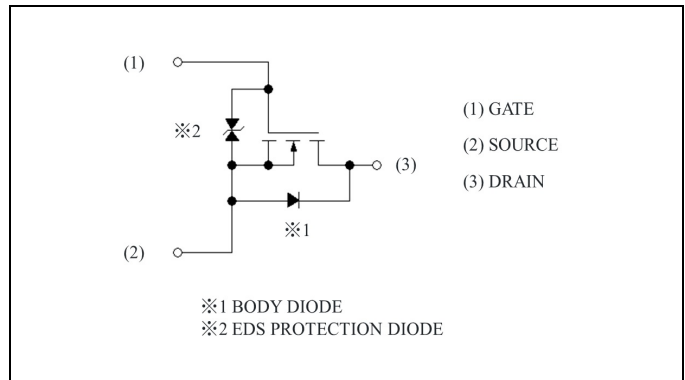 (1)
(1) GATE
※2
(2) SOURCE
(3)
(3) DRAIN
※1
(2)
※1 BODY DIODE
※2 EDS PROTECTION DIODE